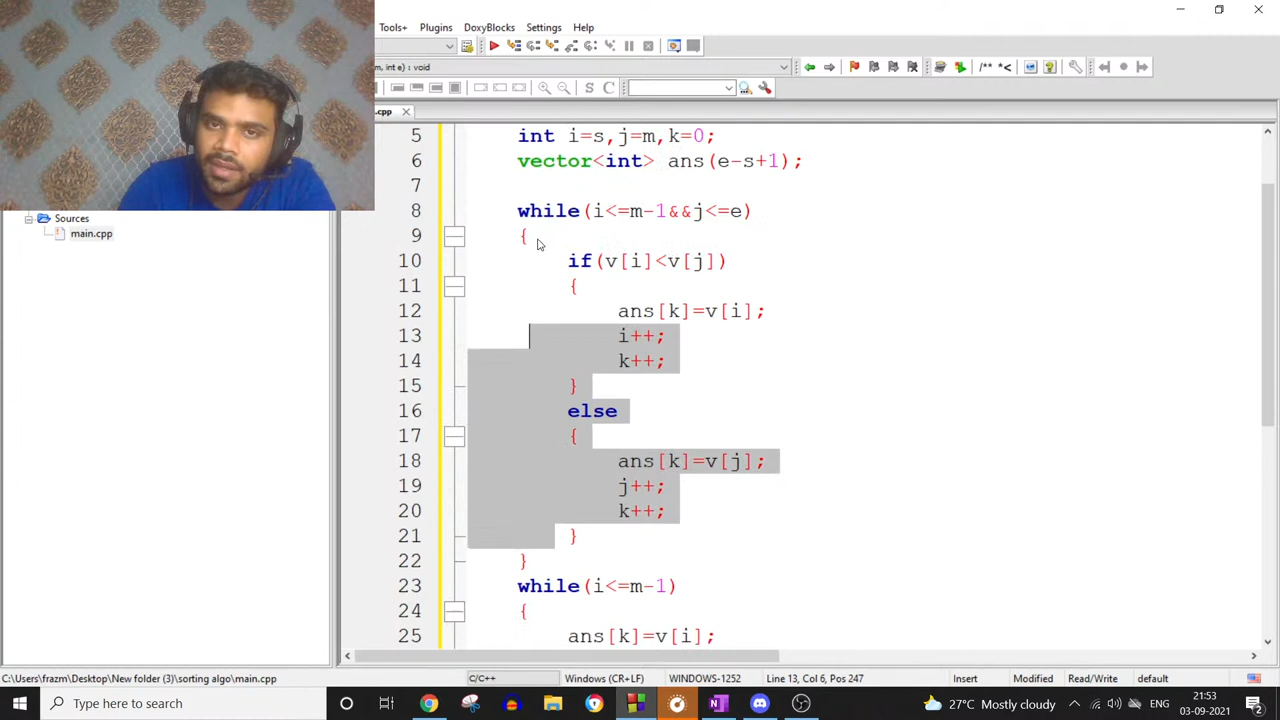 Tools+ Plugins DoxyBlocks Settings Help
m, int e) : void
/** *<
S C
.cpp
5 int i=s,j=m,k=0;
6 vector<int> ans(e-s+1);
7
8 while(i<=m-1&&j<=e)
9 {
10 if(v[i]<v[j])
11 {
12 ans[k]=v[i];
13 i++;
14 k++;
15 }
16 else
17 {
18 ans[k]=v[j];
19 j++;
20 k++;
21 }
22 }
23 while(i<=m-1)
24 {
25 ans[k]=v[i];
Sources
main.cpp
C:\Users\frazm\Desktop\New folder (3)\sorting algo\main.cpp C/C++ Windows (CR+LF) WINDOWS-1252 Line 13, Col 6, Pos 247 Insert Modified Read/Write default
Type here to search
27°C Mostly cloudy ENG
21:53
03-09-2021